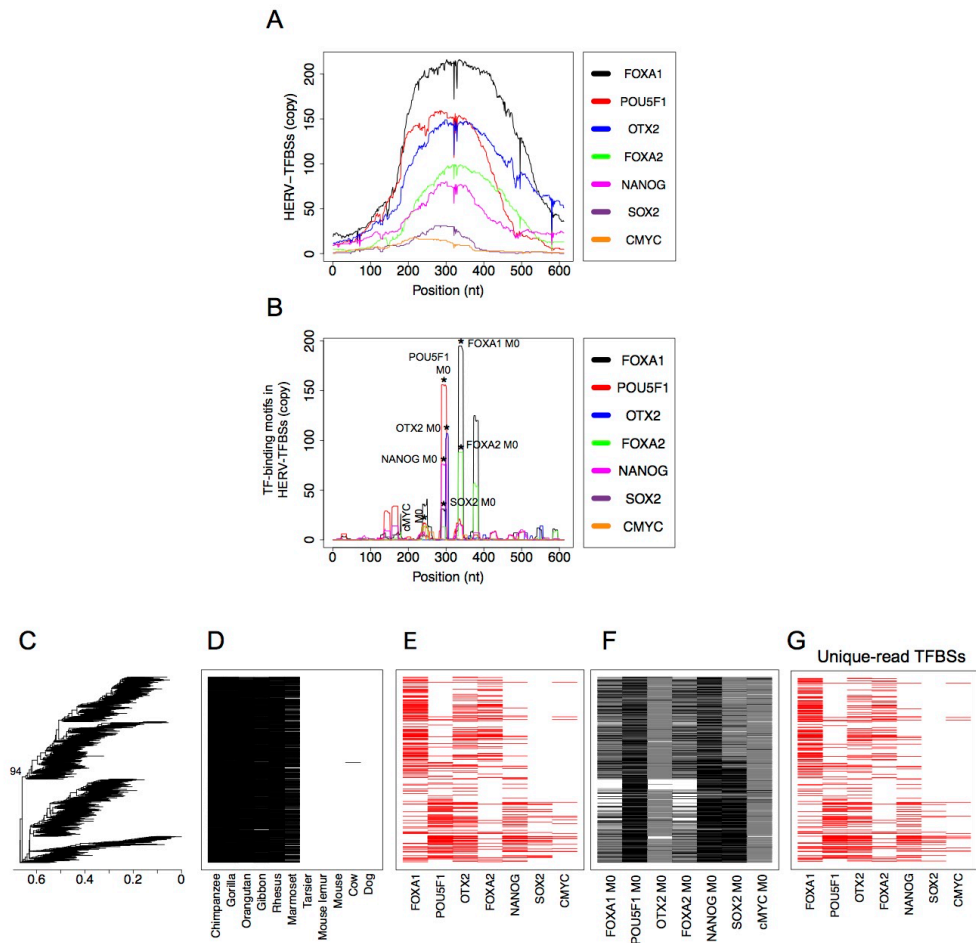 A
HERV-TFBSs (copy)
200
150
100
50
0
0 100 200 300 400 500 600
Position (nt)
FOXA1
POU5F1
OTX2
FOXA2
NANOG
SOX2
CMYC
B
TF-binding motifs in
HERV-TFBSs (copy)
200
150
100
50
0
FOXA1 M0
POU5F1
M0
OTX2 M0
FOXA2 M0
NANOG M0
SOX2 M0
cMYC
M0
0 100 200 300 400 500 600
Position (nt)
FOXA1
POU5F1
OTX2
FOXA2
NANOG
SOX2
CMYC
C
94
0.6 0.4 0.2 0
D
Chimpanzee
Gorilla
Orangutan
Gibbon
Rhesus
Marmoset
Tarsier
Mouse lemur
Mouse
Cow
Dog
E
FOXA1
POU5F1
OTX2
FOXA2
NANOG
SOX2
CMYC
F
FOXA1 M0
POU5F1 M0
OTX2 M0
FOXA2 M0
NANOG M0
SOX2 M0
cMYC M0
G
Unique-read TFBSs
FOXA1
POU5F1
OTX2
FOXA2
NANOG
SOX2
CMYC